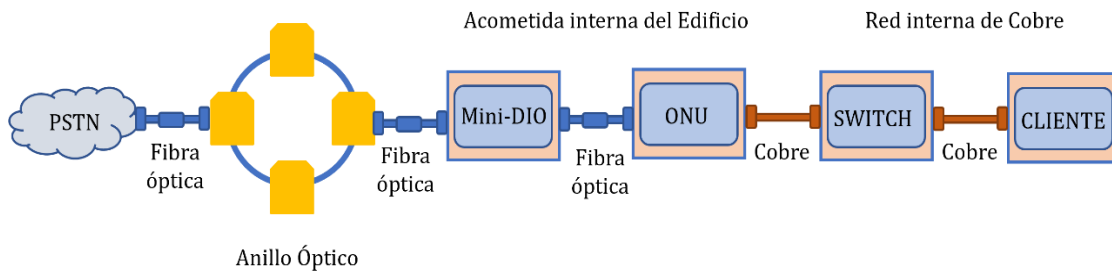 Acometida interna del Edificio
Red interna de Cobre
PSTN
Mini-DIO
ONU
SWITCH
CLIENTE
Fibra
óptica
Fibra
óptica
Fibra
óptica
Cobre
Cobre
Anillo Óptico